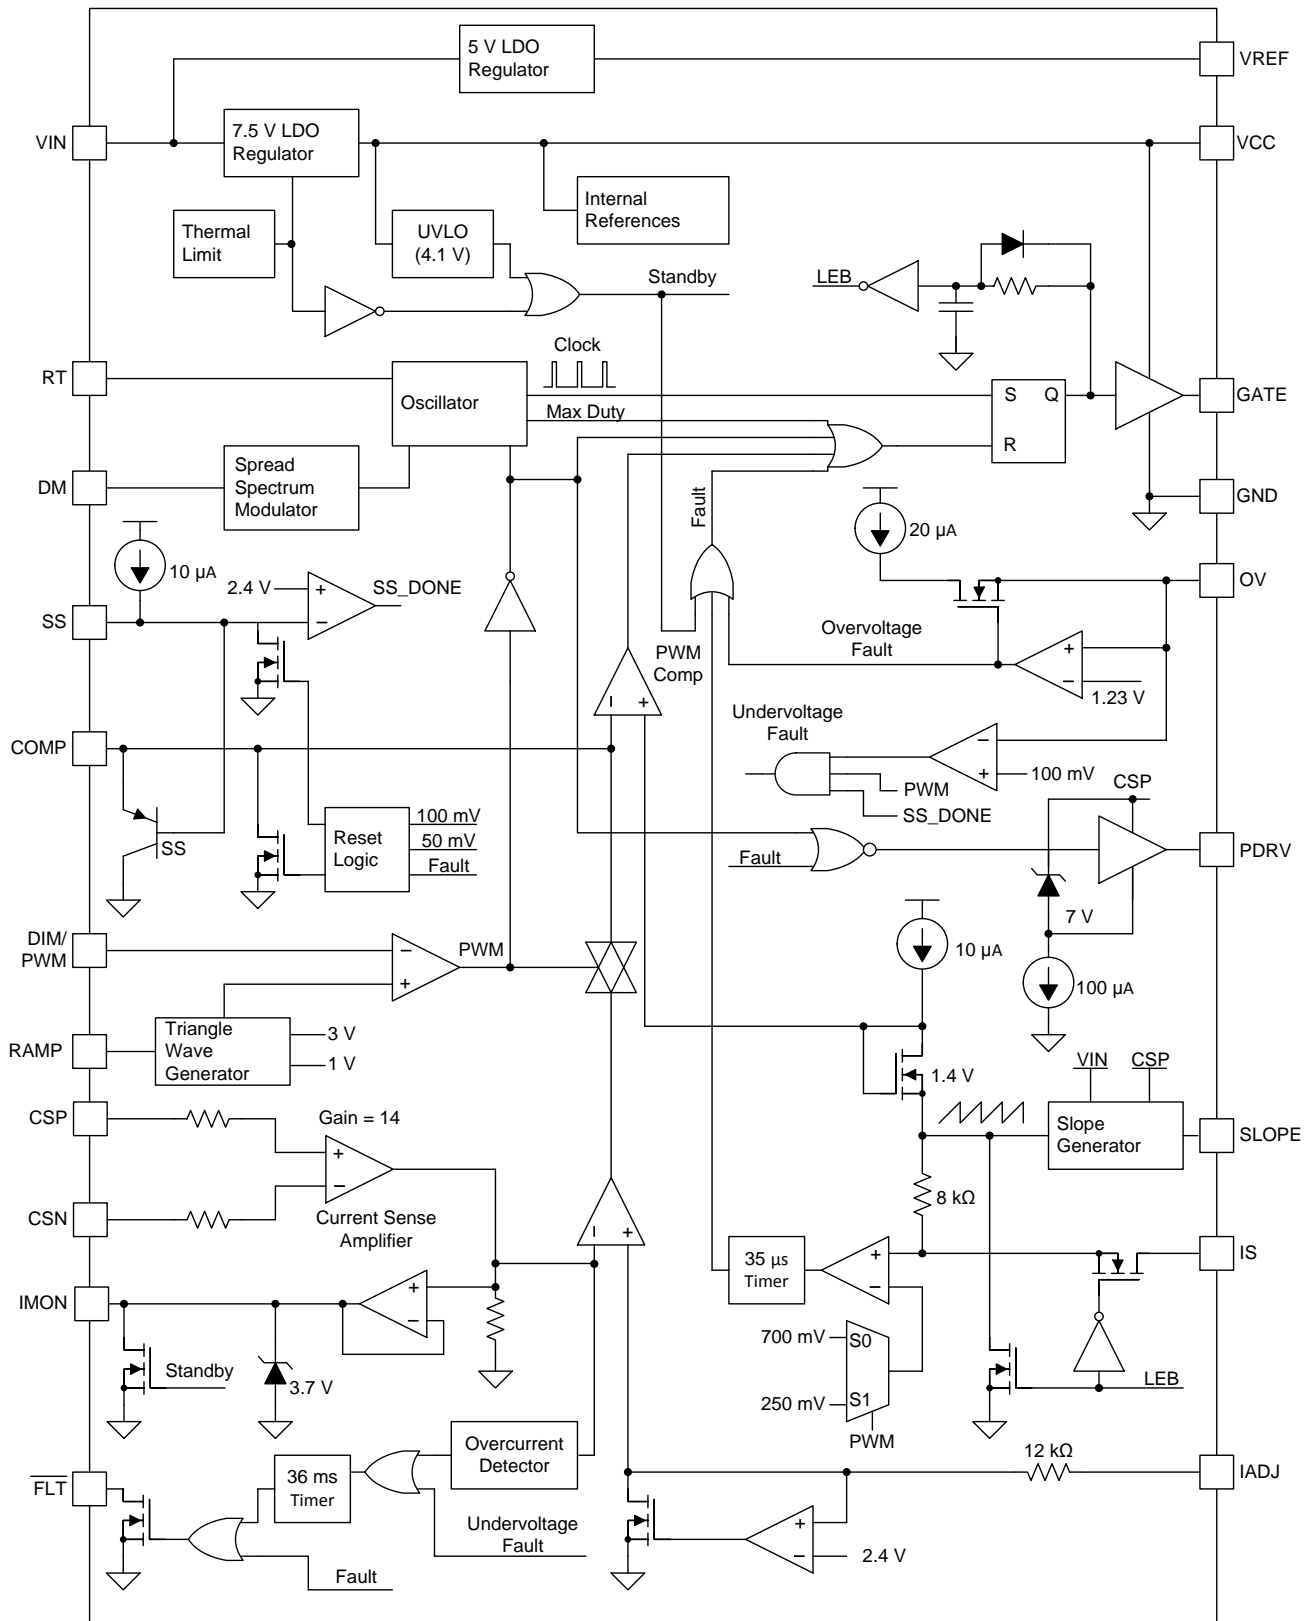 5 V LDO
Regulator
VREF
VIN
7.5 V LDO
Regulator
VCC
Thermal
Limit
UVLO
(4.1 V)
Internal
References
Standby
LEB
Clock
RT
Oscillator
Max Duty
S Q
R
GATE
DM
Spread
Spectrum
Modulator
Fault
GND
20 µA
10 µA
2.4 V
+
−
SS_DONE
OV
SS
Overvoltage
Fault
+
−
1.23 V
PWM
Comp
−
+
Undervoltage
Fault
COMP
−
+
100 mV
PWM
SS_DONE
CSP
SS
Reset
Logic
100 mV
50 mV
Fault
Fault
PDRV
7 V
DIM/
PWM
−
+
PWM
10 µA
100 µA
RAMP
Triangle
Wave
Generator
3 V
1 V
1.4 V
VIN
CSP
CSP
Gain = 14
+
−
Slope
Generator
SLOPE
CSN
Current Sense
Amplifier
8 kΩ
−
+
35 µs
Timer
+
−
IS
IMON
+
−
700 mV
S0
250 mV
S1
PWM
Standby
3.7 V
LEB
Overcurrent
Detector
12 kΩ
IADJ
FLT
36 ms
Timer
Undervoltage
Fault
+
−
2.4 V
Fault